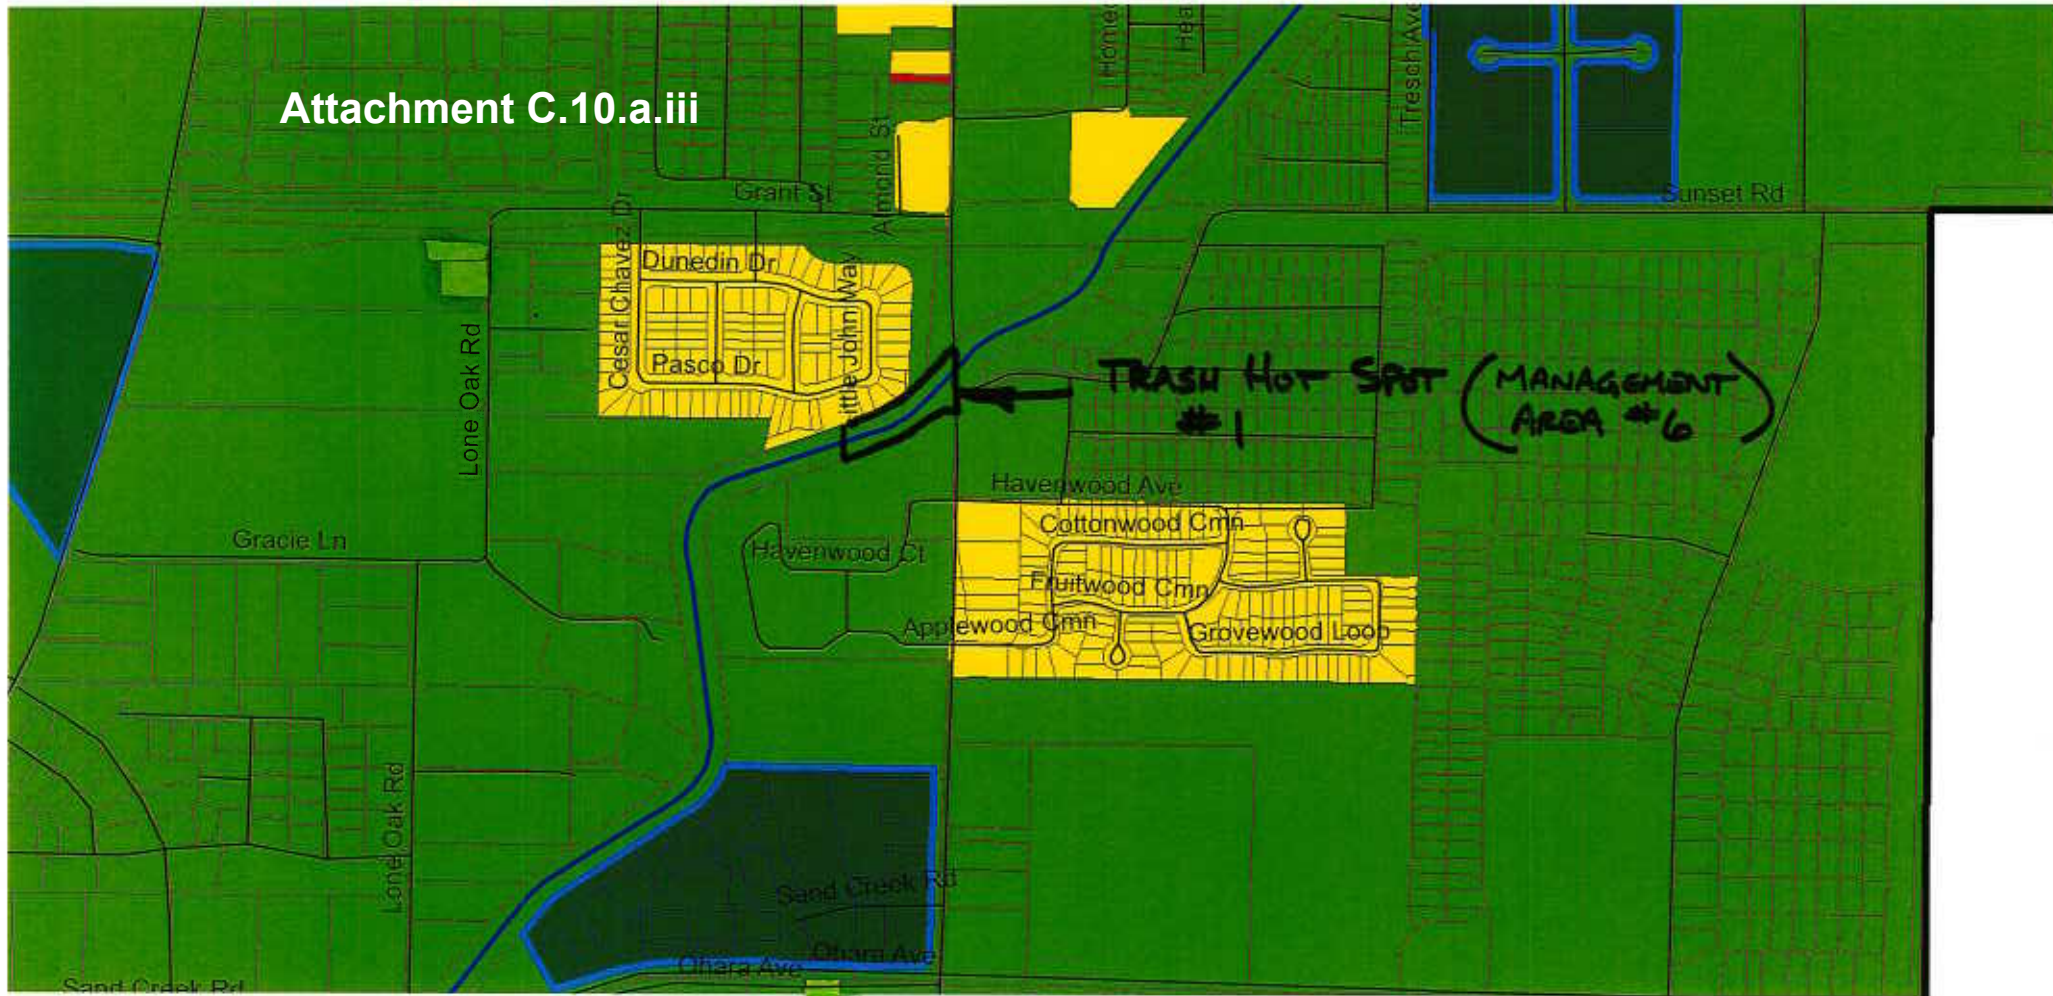 Attachment C.10.a.iii
Almond St
Tresch Ave
Grant St
Sunset Rd
Cesar Chavez Dr
Dunedin Dr
Little John Way
Pasco Dr
Lone Oak Rd
TRASH HOT SPOT (MANAGEMENT
#1 AREA #6)
Havenwood Ave
Cottonwood Cmn
Gracie Ln
Havenwood Ct
Fruitwood Cmn
Applewood Cmn
Grovewood Loop
Lone Oak Rd
Sand Creek Rd
Ohara Ave
Ohara Ave
Sand Creek Rd